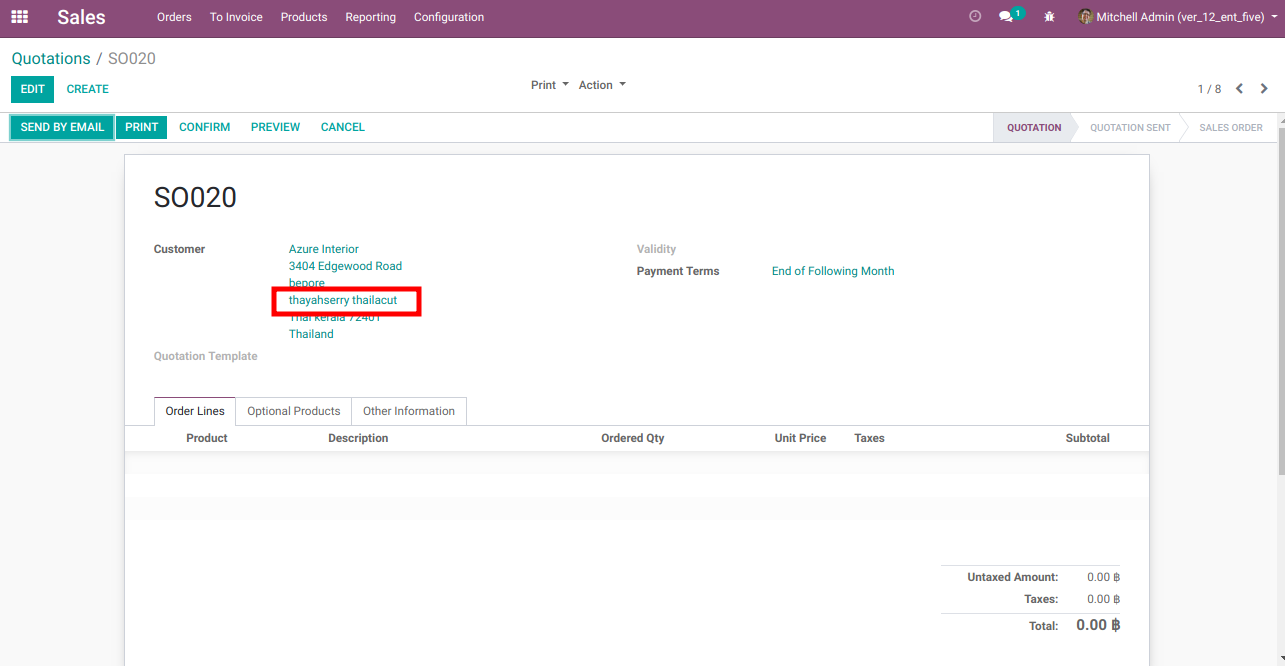 Sales Orders To Invoice Products Reporting Configuration 1 Mitchell Admin (ver_12_ent_five)
Quotations / SO020
EDIT CREATE Print Action 1 / 8
SEND BY EMAIL PRINT CONFIRM PREVIEW CANCEL QUOTATION QUOTATION SENT SALES ORDER
SO020
Customer Azure Interior Validity
3404 Edgewood Road
Payment Terms End of Following Month
bepore
thayahserry thailacut
Thai kerala 72401
Thailand
Quotation Template
Order Lines Optional Products Other Information
Product Description Ordered Qty Unit Price Taxes Subtotal
Untaxed Amount: 0.00 ฿
Taxes: 0.00 ฿
Total: 0.00 ฿